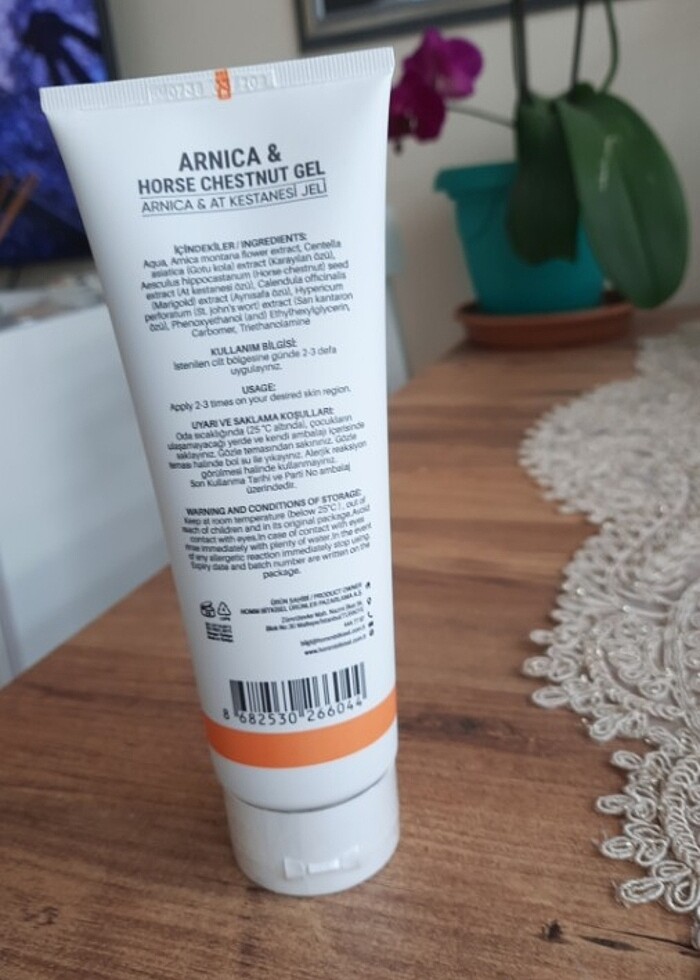 ARNICA &
HORSE CHESTNUT GEL
ARNICA & AT KESTANESİ JELİ
İÇİNDEKİLER / INGREDIENTS:
Aqua, Arnica montana flower extract, Centella
asiatica (Gotu kola) extract (Karayılan özü),
Aesculus hippocastanum (Horse chestnut) seed
extract (At kestanesi özü), Calendula officinalis
(Marigold) extract (Aynısafa özü), Hypericum
perforatum (St. John's wort) extract (Sarı kantaron
özü), Phenoxyethanol (and) Ethylhexylglycerin,
Carbomer, Triethanolamine
KULLANIM BİLGİSİ:
İstenilen cilt bölgesine günde 2-3 defa
uygulayınız.
USAGE:
Apply 2-3 times on your desired skin region.
UYARI VE SAKLAMA KOŞULLARI:
Oda sıcaklığında (25 °C altında), çocukların
ulaşamayacağı yerde ve kendi ambalajı içerisinde
saklayınız. Gözle temasından sakınınız. Gözle
temas halinde bol su ile yıkayınız. Alerjik reaksiyon
görülmesi halinde kullanmayınız.
Son Kullanma Tarihi ve Parti No ambalaj
üzerindedir.
WARNING AND CONDITIONS OF STORAGE:
Keep at room temperature (below 25°C), out of
reach of children and in its original package.Avoid
contact with eyes.In case of contact with eyes
rinse immediately with plenty of water.In the event
of any allergetic reaction immediately stop using.
Expiry date and batch number are written on the
package.
ÜRÜN SAHİBİ / PRODUCT OWNER
HOMM BİTKİSEL ÜRÜNLER PAZARLAMA A.Ş.
8 682530 266044